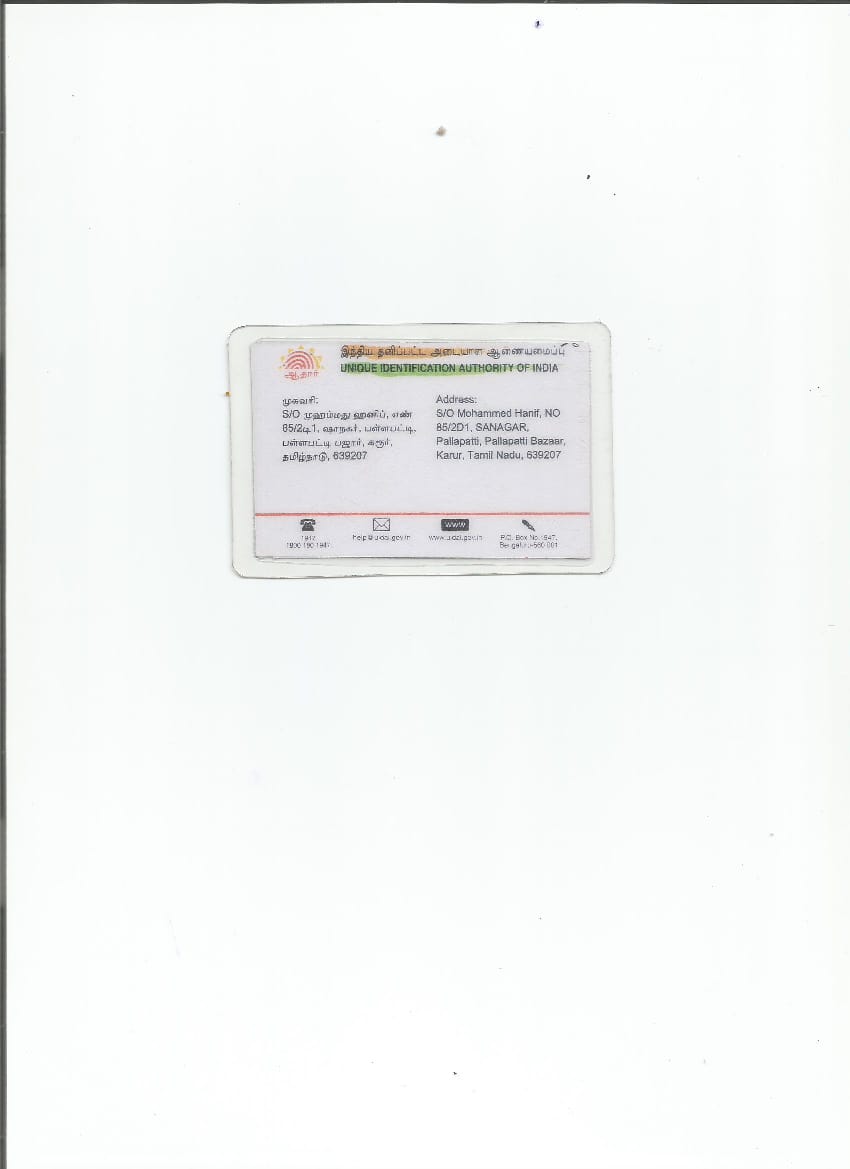 இந்திய தனிப்பட்ட அடையாள ஆணையமைப்பு
UNIQUE IDENTIFICATION AUTHORITY OF INDIA
ஆதார்
முகவரி:
S/O முஹம்மது ஹனிப், எண்
85/2டி1, ஷாநகர், பள்ளபட்டி,
பள்ளபட்டி பஜார், கரூர்,
தமிழ்நாடு, 639207
Address:
S/O Mohammed Hanif, NO
85/2D1, SANAGAR,
Pallapatti, Pallapatti Bazaar,
Karur, Tamil Nadu, 639207
1947
1800 180 1947
help@uidai.gov.in
www
www.uidai.gov.in
P.O. Box No.1947,
Bengaluru-560 001